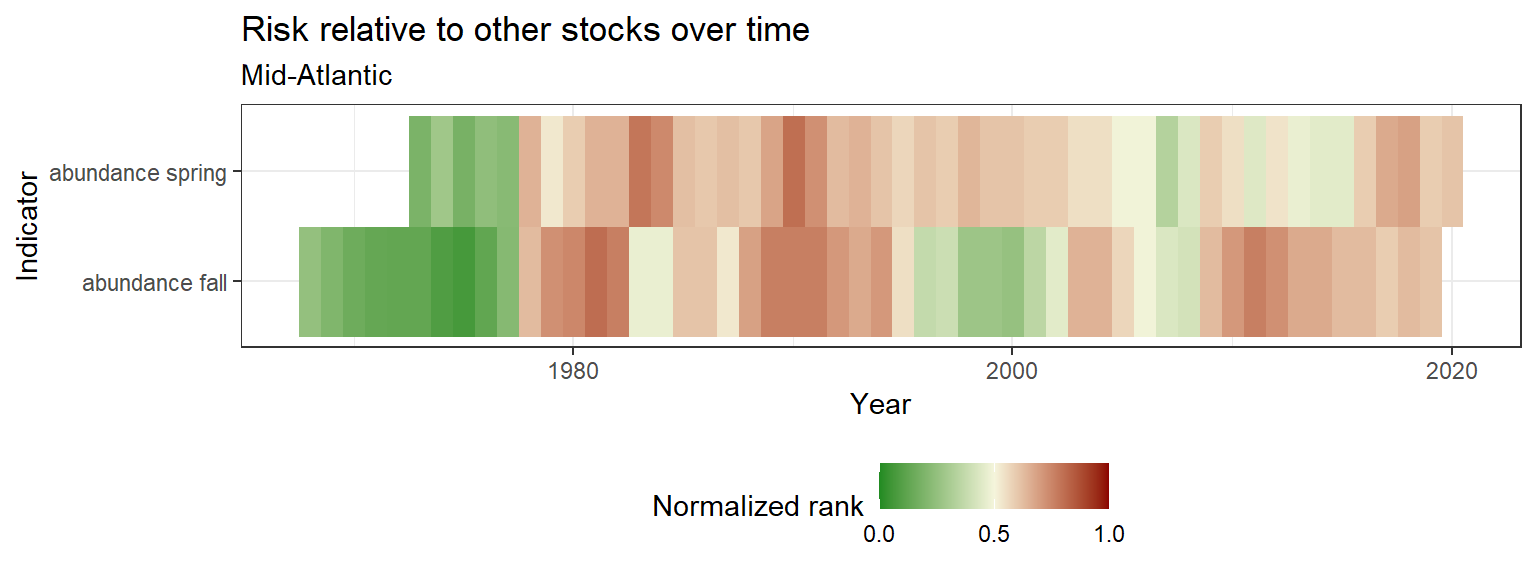 Risk relative to other stocks over time
Mid-Atlantic
Indicator
abundance spring
abundance fall
1980 2000 2020
Year
Normalized rank
0.0 0.5 1.0